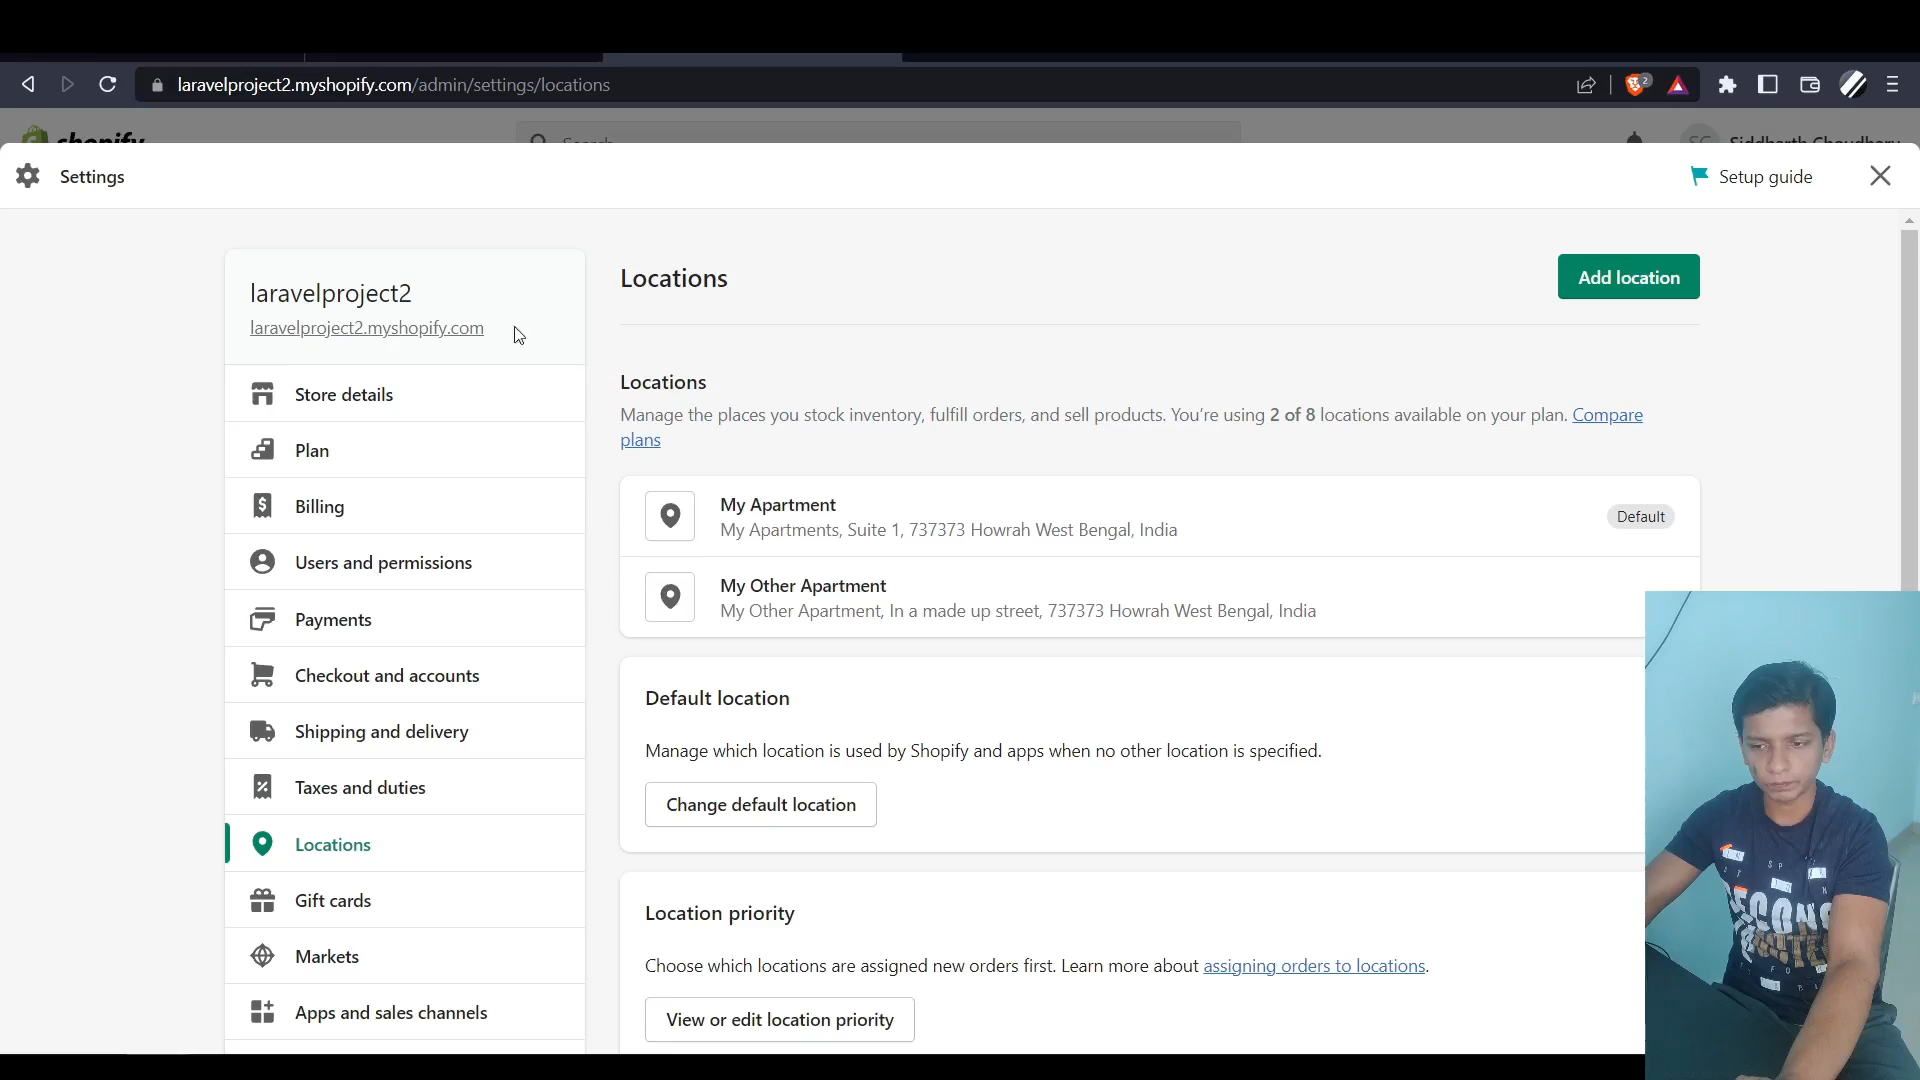 laravelproject2.myshopify.com/admin/settings/locations
2
shopify
Search
SC
Siddharth Choudhary
Settings
Setup guide
laravelproject2
laravelproject2.myshopify.com
Store details
Plan
Billing
Users and permissions
Payments
Checkout and accounts
Shipping and delivery
Taxes and duties
Locations
Gift cards
Markets
Apps and sales channels
Locations
Add location
Locations
Manage the places you stock inventory, fulfill orders, and sell products. You’re using 2 of 8 locations available on your plan. Compare
plans
My Apartment
My Apartments, Suite 1, 737373 Howrah West Bengal, India
Default
My Other Apartment
My Other Apartment, In a made up street, 737373 Howrah West Bengal, India
Default location
Manage which location is used by Shopify and apps when no other location is specified.
Change default location
Location priority
Choose which locations are assigned new orders first. Learn more about assigning orders to locations.
View or edit location priority